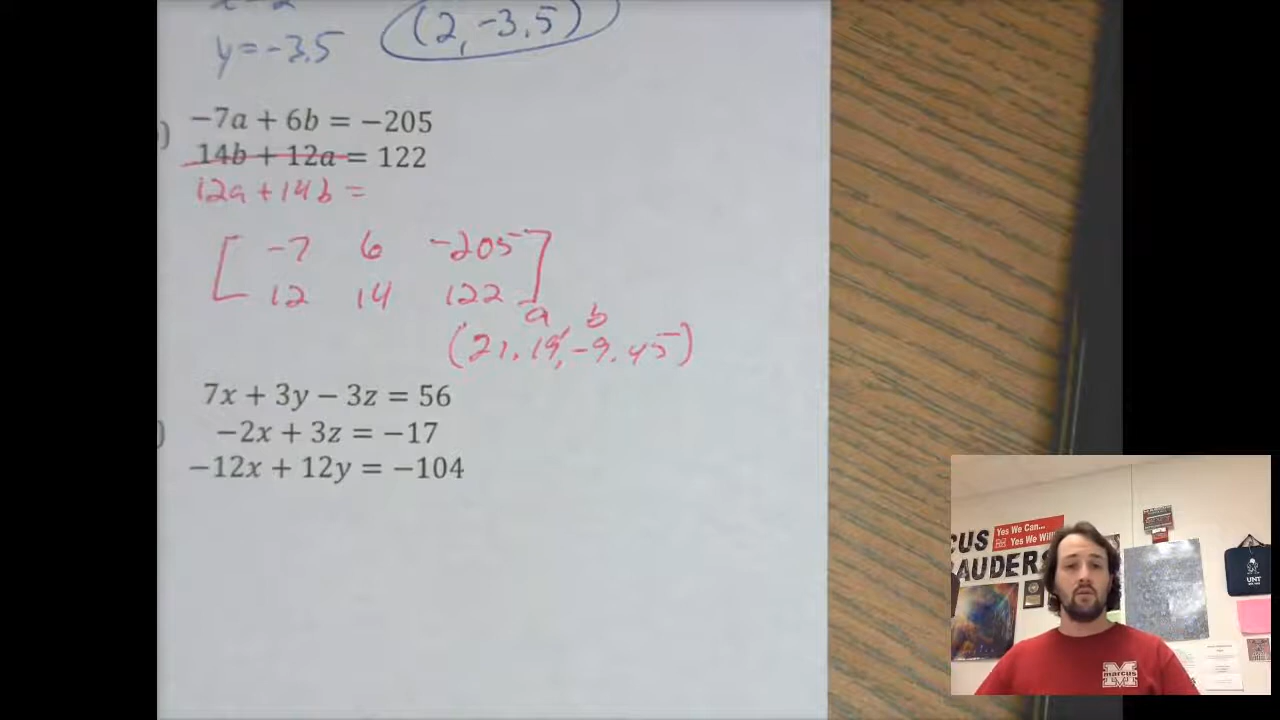 y=-3.5
(2,-3.5)
-7a + 6b = -205
14b + 12a = 122
12a + 14b =
[ -7 6 -205 ]
12 14 122
a b
(21.19, -9.45)
7x + 3y − 3z = 56
-2x + 3z = −17
−12x + 12y = −104
CUS
AUDERS
Yes We Can...
Yes We Will
UNT
M
marcus